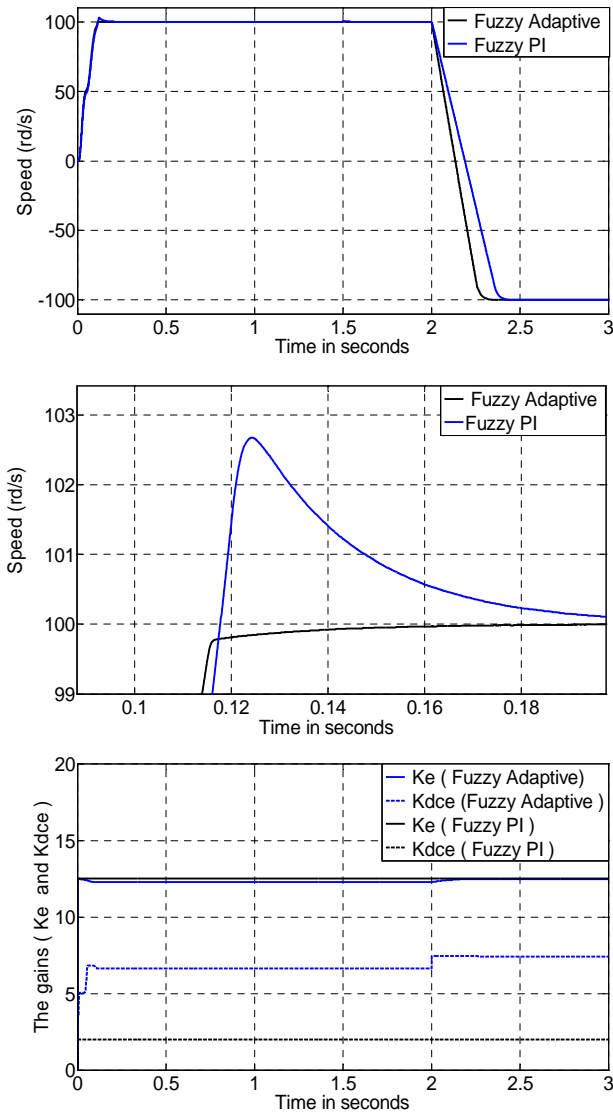 100
50
0
-50
-100
Speed (rd/s)
Fuzzy Adaptive
Fuzzy PI
0 0.5 1 1.5 2 2.5 3
Time in seconds
103
102
101
100
99
Speed (rd/s)
Fuzzy Adaptive
Fuzzy PI
0.1 0.12 0.14 0.16 0.18
Time in seconds
20
15
10
5
0
The gains ( Ke and Kdce )
Ke ( Fuzzy Adaptive)
Kdce (Fuzzy Adaptive )
Ke ( Fuzzy PI )
Kdce ( Fuzzy PI )
0 0.5 1 1.5 2 2.5 3
Time in seconds